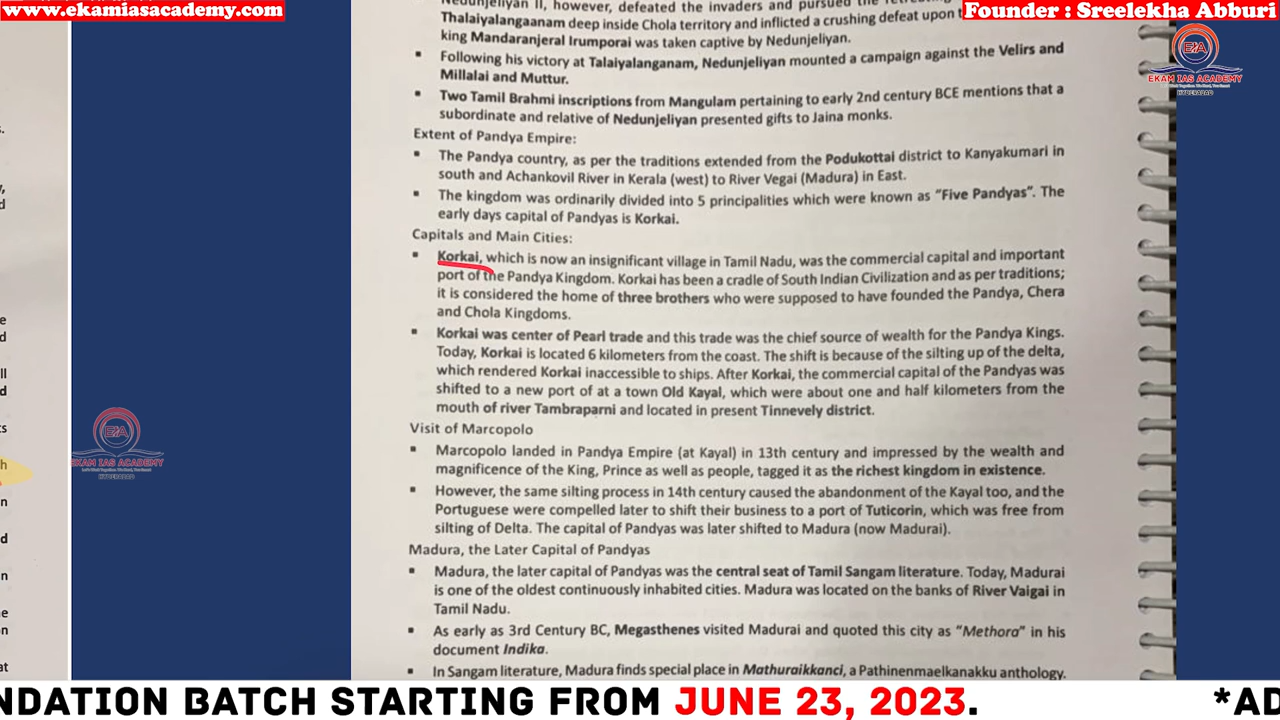 www.ekamiasacademy.com
Founder : Sreelekha Abburi
Nedunjeliyan II, however, defeated the invaders and pursued the
Thalaiyalangaanam deep inside Chola territory and inflicted a crushing defeat upon
king Mandaranjeral Irumporai was taken captive by Nedunjeliyan.
▪ Following his victory at Talaiyalanganam, Nedunjeliyan mounted a campaign against the Velirs and
Millalai and Muttur.
▪ Two Tamil Brahmi inscriptions from Mangulam pertaining to early 2nd century BCE mentions that a
subordinate and relative of Nedunjeliyan presented gifts to Jaina monks.
Extent of Pandya Empire:
▪ The Pandya country, as per the traditions extended from the Podukottai district to Kanyakumari in
south and Achankovil River in Kerala (west) to River Vegai (Madura) in East.
▪ The kingdom was ordinarily divided into 5 principalities which were known as "Five Pandyas". The
early days capital of Pandyas is Korkai.
Capitals and Main Cities:
▪ Korkai, which is now an insignificant village in Tamil Nadu, was the commercial capital and important
port of the Pandya Kingdom. Korkai has been a cradle of South Indian Civilization and as per traditions;
it is considered the home of three brothers who were supposed to have founded the Pandya, Chera
and Chola Kingdoms.
▪ Korkai was center of Pearl trade and this trade was the chief source of wealth for the Pandya Kings.
Today, Korkai is located 6 kilometers from the coast. The shift is because of the silting up of the delta,
which rendered Korkai inaccessible to ships. After Korkai, the commercial capital of the Pandyas was
shifted to a new port of at a town Old Kayal, which were about one and half kilometers from the
mouth of river Tambraparni and located in present Tinnevely district.
Visit of Marcopolo
▪ Marcopolo landed in Pandya Empire (at Kayal) in 13th century and impressed by the wealth and
magnificence of the King, Prince as well as people, tagged it as the richest kingdom in existence.
▪ However, the same silting process in 14th century caused the abandonment of the Kayal too, and the
Portuguese were compelled later to shift their business to a port of Tuticorin, which was free from
silting of Delta. The capital of Pandyas was later shifted to Madura (now Madurai).
Madura, the Later Capital of Pandyas
▪ Madura, the later capital of Pandyas was the central seat of Tamil Sangam literature. Today, Madurai
is one of the oldest continuously inhabited cities. Madura was located on the banks of River Vaigai in
Tamil Nadu.
▪ As early as 3rd Century BC, Megasthenes visited Madurai and quoted this city as "Methora" in his
document Indika.
▪ In Sangam literature, Madura finds special place in Mathuraikkanci, a Pathinenmaelkanakku anthology.
EIA
EKAM IAS ACADEMY
HYDERABAD
EIA
EKAM IAS ACADEMY
HYDERABAD
NDATION BATCH STARTING FROM JUNE 23, 2023. *AD